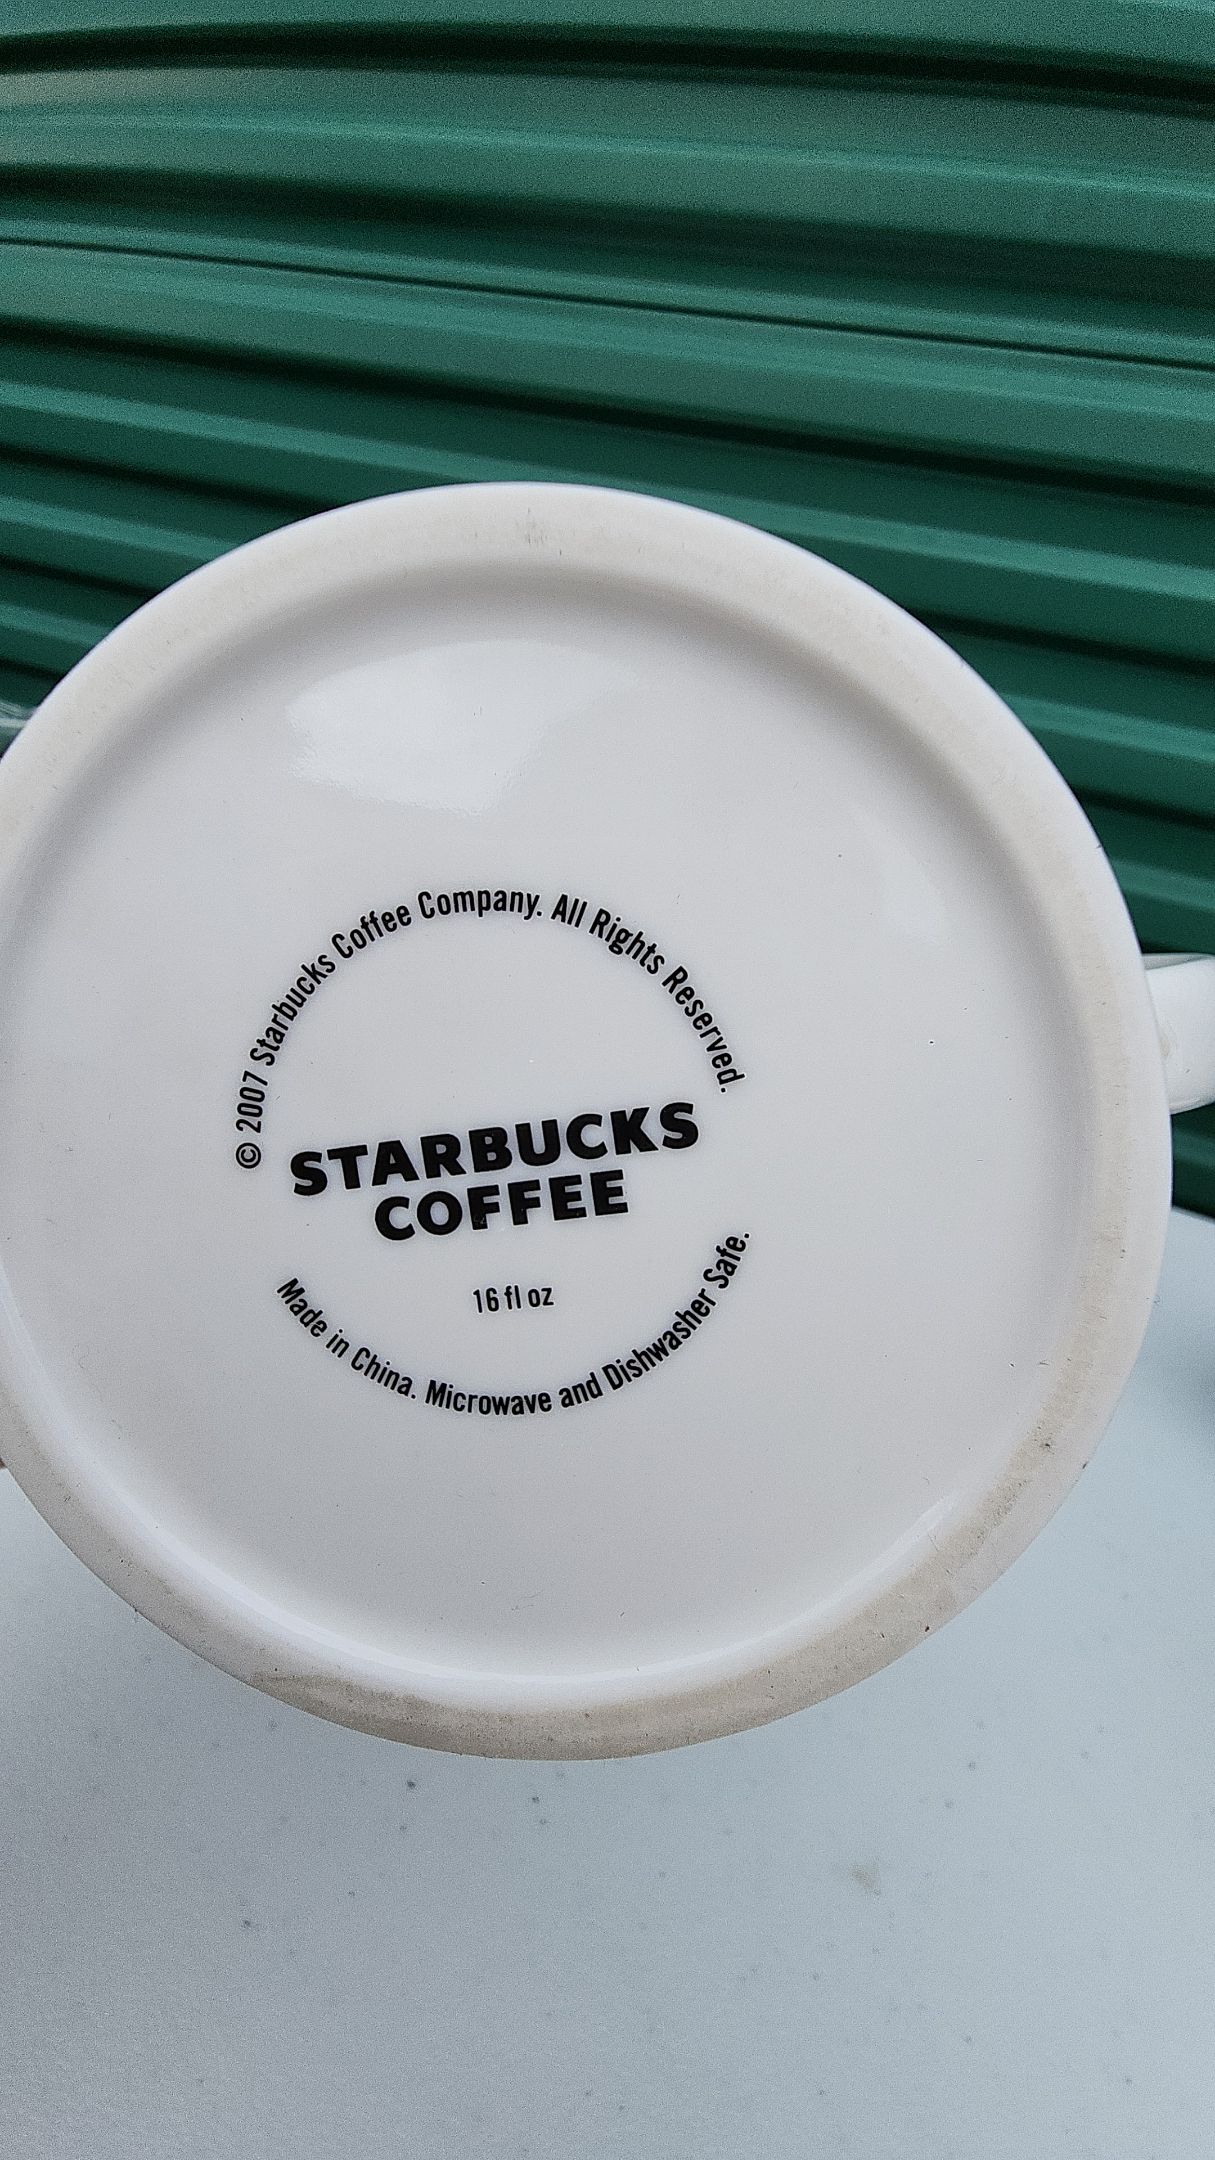 © 2007 Starbucks Coffee Company. All Rights Reserved.
STARBUCKS
COFFEE
16 fl oz
Made in China. Microwave and Dishwasher Safe.